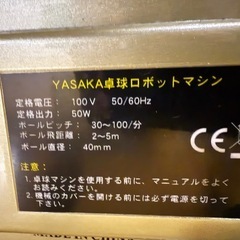 YASAKA卓球ロボットマシン
定格電圧： 100V 50/60Hz
定格出力： 50W
ボールピッチ： 30～100/分
ボール飛距離： 2～5m
ボール直径： 40mm
CE
注意：
1.卓球マシンを使用する前に、マニュアルをよく
お読みください。
2.機械のカバーを開ける前には必ず電源を切って
下さい。